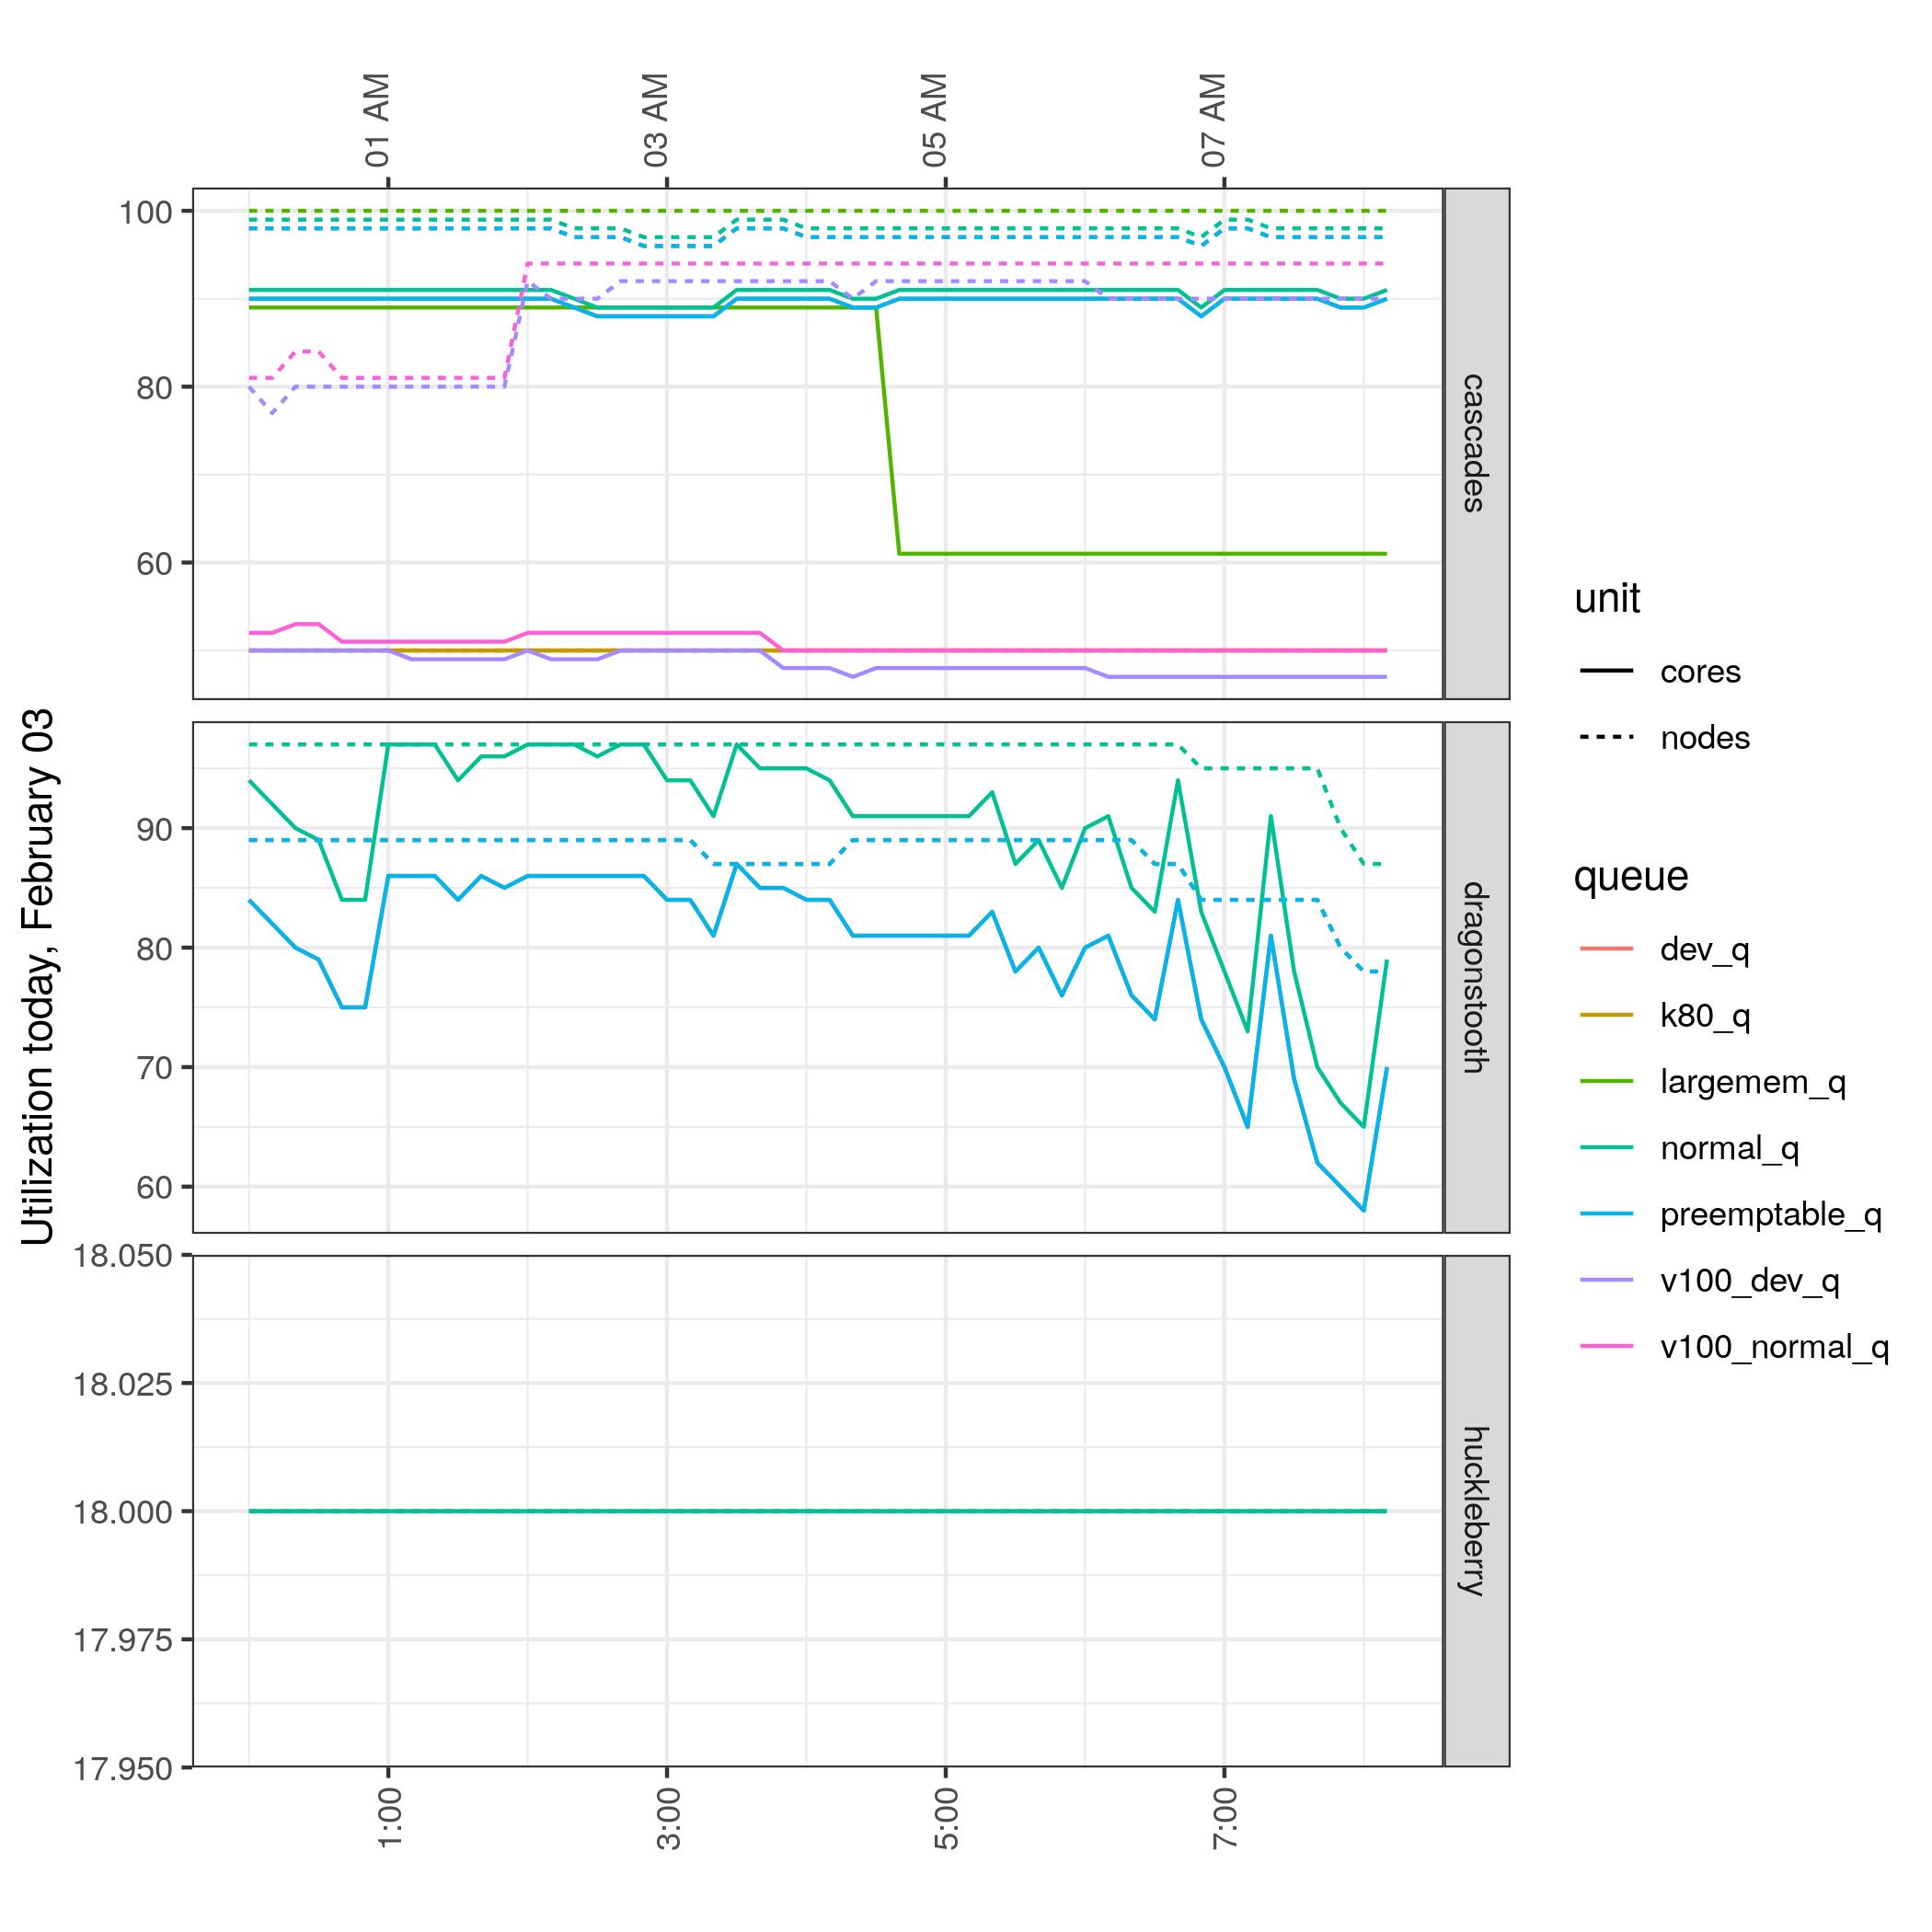 01 AM
03 AM
05 AM
07 AM
Utilization today, February 03
100
80
60
cascades
90
80
70
60
dragonstooth
18.050
18.025
18.000
17.975
17.950
huckleberry
1:00
3:00
5:00
7:00
unit
cores
nodes
queue
dev_q
k80_q
largemem_q
normal_q
preemptable_q
v100_dev_q
v100_normal_q